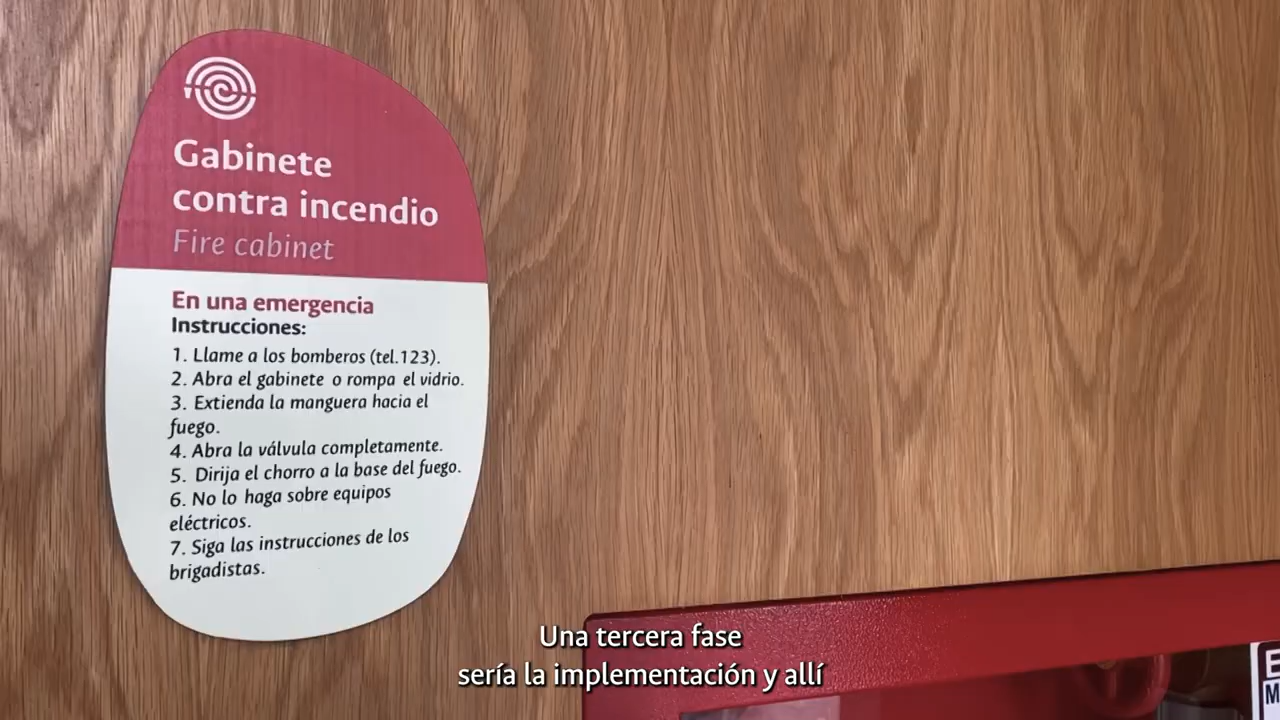 Gabinete
contra incendio
Fire cabinet
En una emergencia
Instrucciones:
1. Llame a los bomberos (tel.123).
2. Abra el gabinete o rompa el vidrio.
3. Extienda la manguera hacia el
fuego.
4. Abra la válvula completamente.
5. Dirija el chorro a la base del fuego.
6. No lo haga sobre equipos
eléctricos.
7. Siga las instrucciones de los
brigadistas.
Una tercera fase
sería la implementación y allí